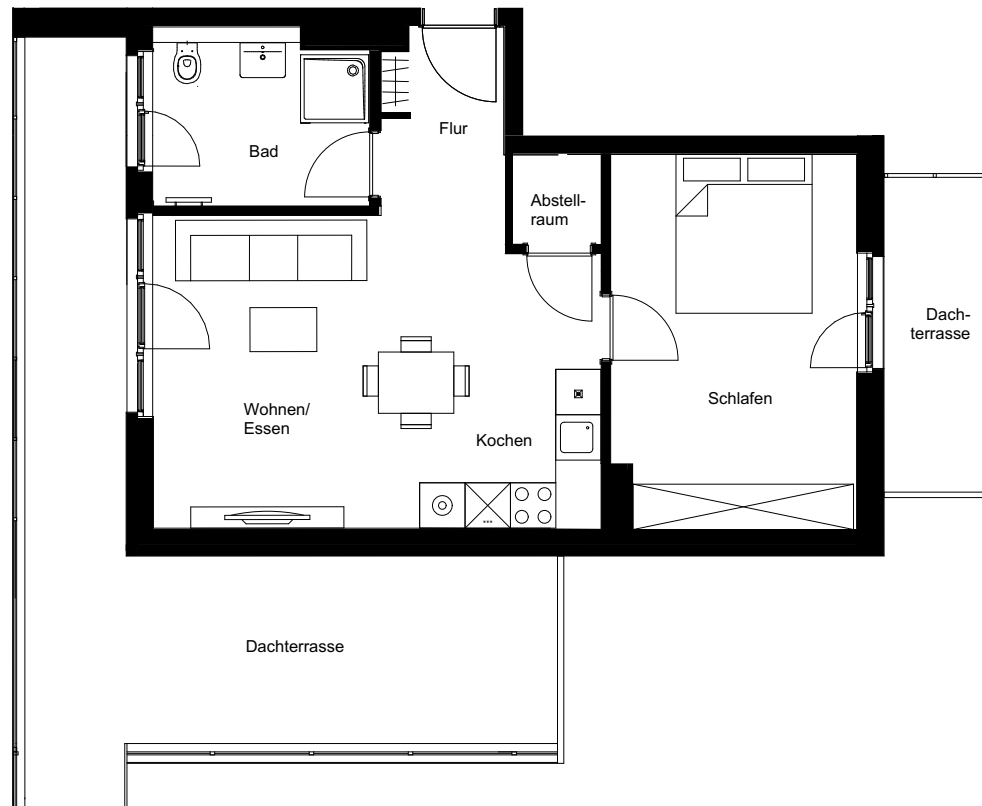 Flur
Bad
Abstell-
raum
Dach-
terrasse
Schlafen
Wohnen/
Essen
Kochen
Dachterrasse